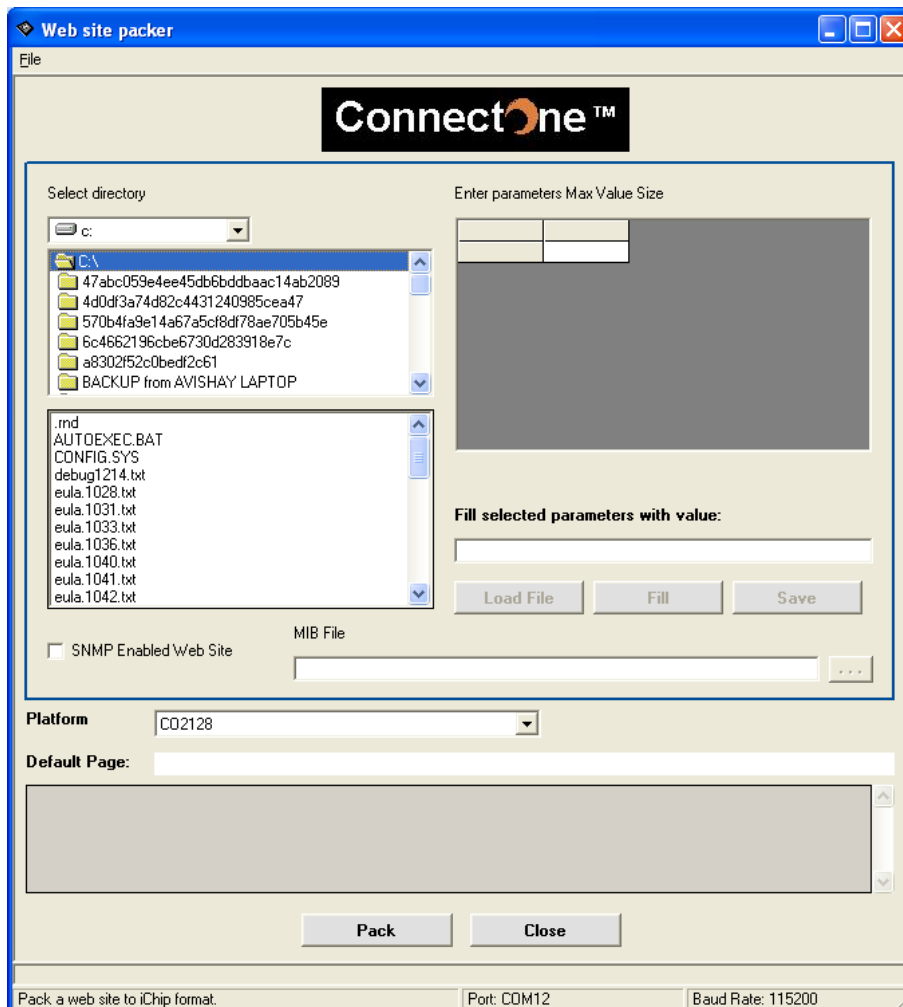 Web site packer
File
ConnectOne™
Select directory
c:
C:\
47abc059e4ee45db6bddbaac14ab2089
4d0df3a74d82c4431240985cea47
570b4fa9e14a67a5cf8df78ae705b45e
6c4662196cbe6730d283918e7c
a8302f52c0bedf2c61
BACKUP from AVISHAY LAPTOP
.rnd
AUTOEXEC.BAT
CONFIG.SYS
debug1214.txt
eula.1028.txt
eula.1031.txt
eula.1033.txt
eula.1036.txt
eula.1040.txt
eula.1041.txt
eula.1042.txt
Enter parameters Max Value Size
Fill selected parameters with value:
Load File
Fill
Save
SNMP Enabled Web Site
MIB File
...
Platform
CO2128
Default Page:
Pack
Close
Pack a web site to iChip format.
Port: COM12
Baud Rate: 115200